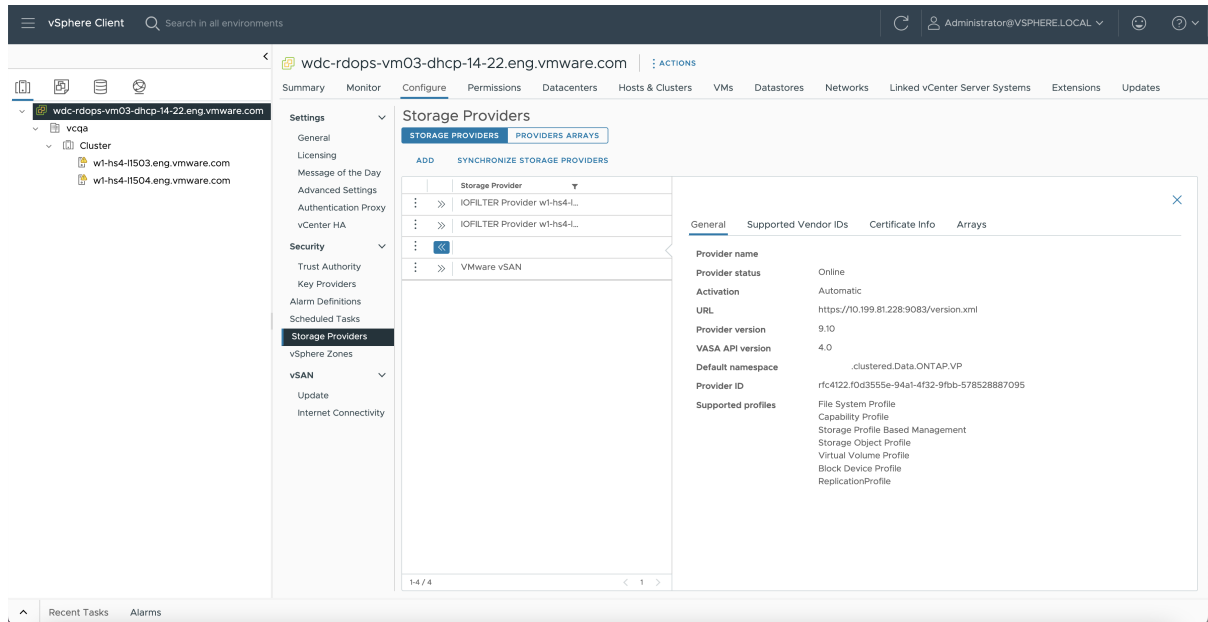 vSphere Client
Search in all environments
Administrator@VSPHERE.LOCAL
wdc-rdops-vm03-dhcp-14-22.eng.vmware.com
vcqa
Cluster
w1-hs4-l1503.eng.vmware.com
w1-hs4-l1504.eng.vmware.com
wdc-rdops-vm03-dhcp-14-22.eng.vmware.com ACTIONS
Summary Monitor Configure Permissions Datacenters Hosts & Clusters VMs Datastores Networks Linked vCenter Server Systems Extensions Updates
Settings
General
Licensing
Message of the Day
Advanced Settings
Authentication Proxy
vCenter HA
Security
Trust Authority
Key Providers
Alarm Definitions
Scheduled Tasks
Storage Providers
vSphere Zones
vSAN
Update
Internet Connectivity
Storage Providers
STORAGE PROVIDERS PROVIDERS ARRAYS
ADD SYNCHRONIZE STORAGE PROVIDERS
Storage Provider
IOFILTER Provider w1-hs4-l...
IOFILTER Provider w1-hs4-l...
VMware vSAN
1-4 / 4
1
General Supported Vendor IDs Certificate Info Arrays
Provider name
Provider status Online
Activation Automatic
URL https://10.199.81.228:9083/version.xml
Provider version 9.10
VASA API version 4.0
Default namespace .clustered.Data.ONTAP.VP
Provider ID rfc4122.f0d3555e-94a1-4f32-9fbb-578528887095
Supported profiles File System Profile
Capability Profile
Storage Profile Based Management
Storage Object Profile
Virtual Volume Profile
Block Device Profile
ReplicationProfile
Recent Tasks Alarms